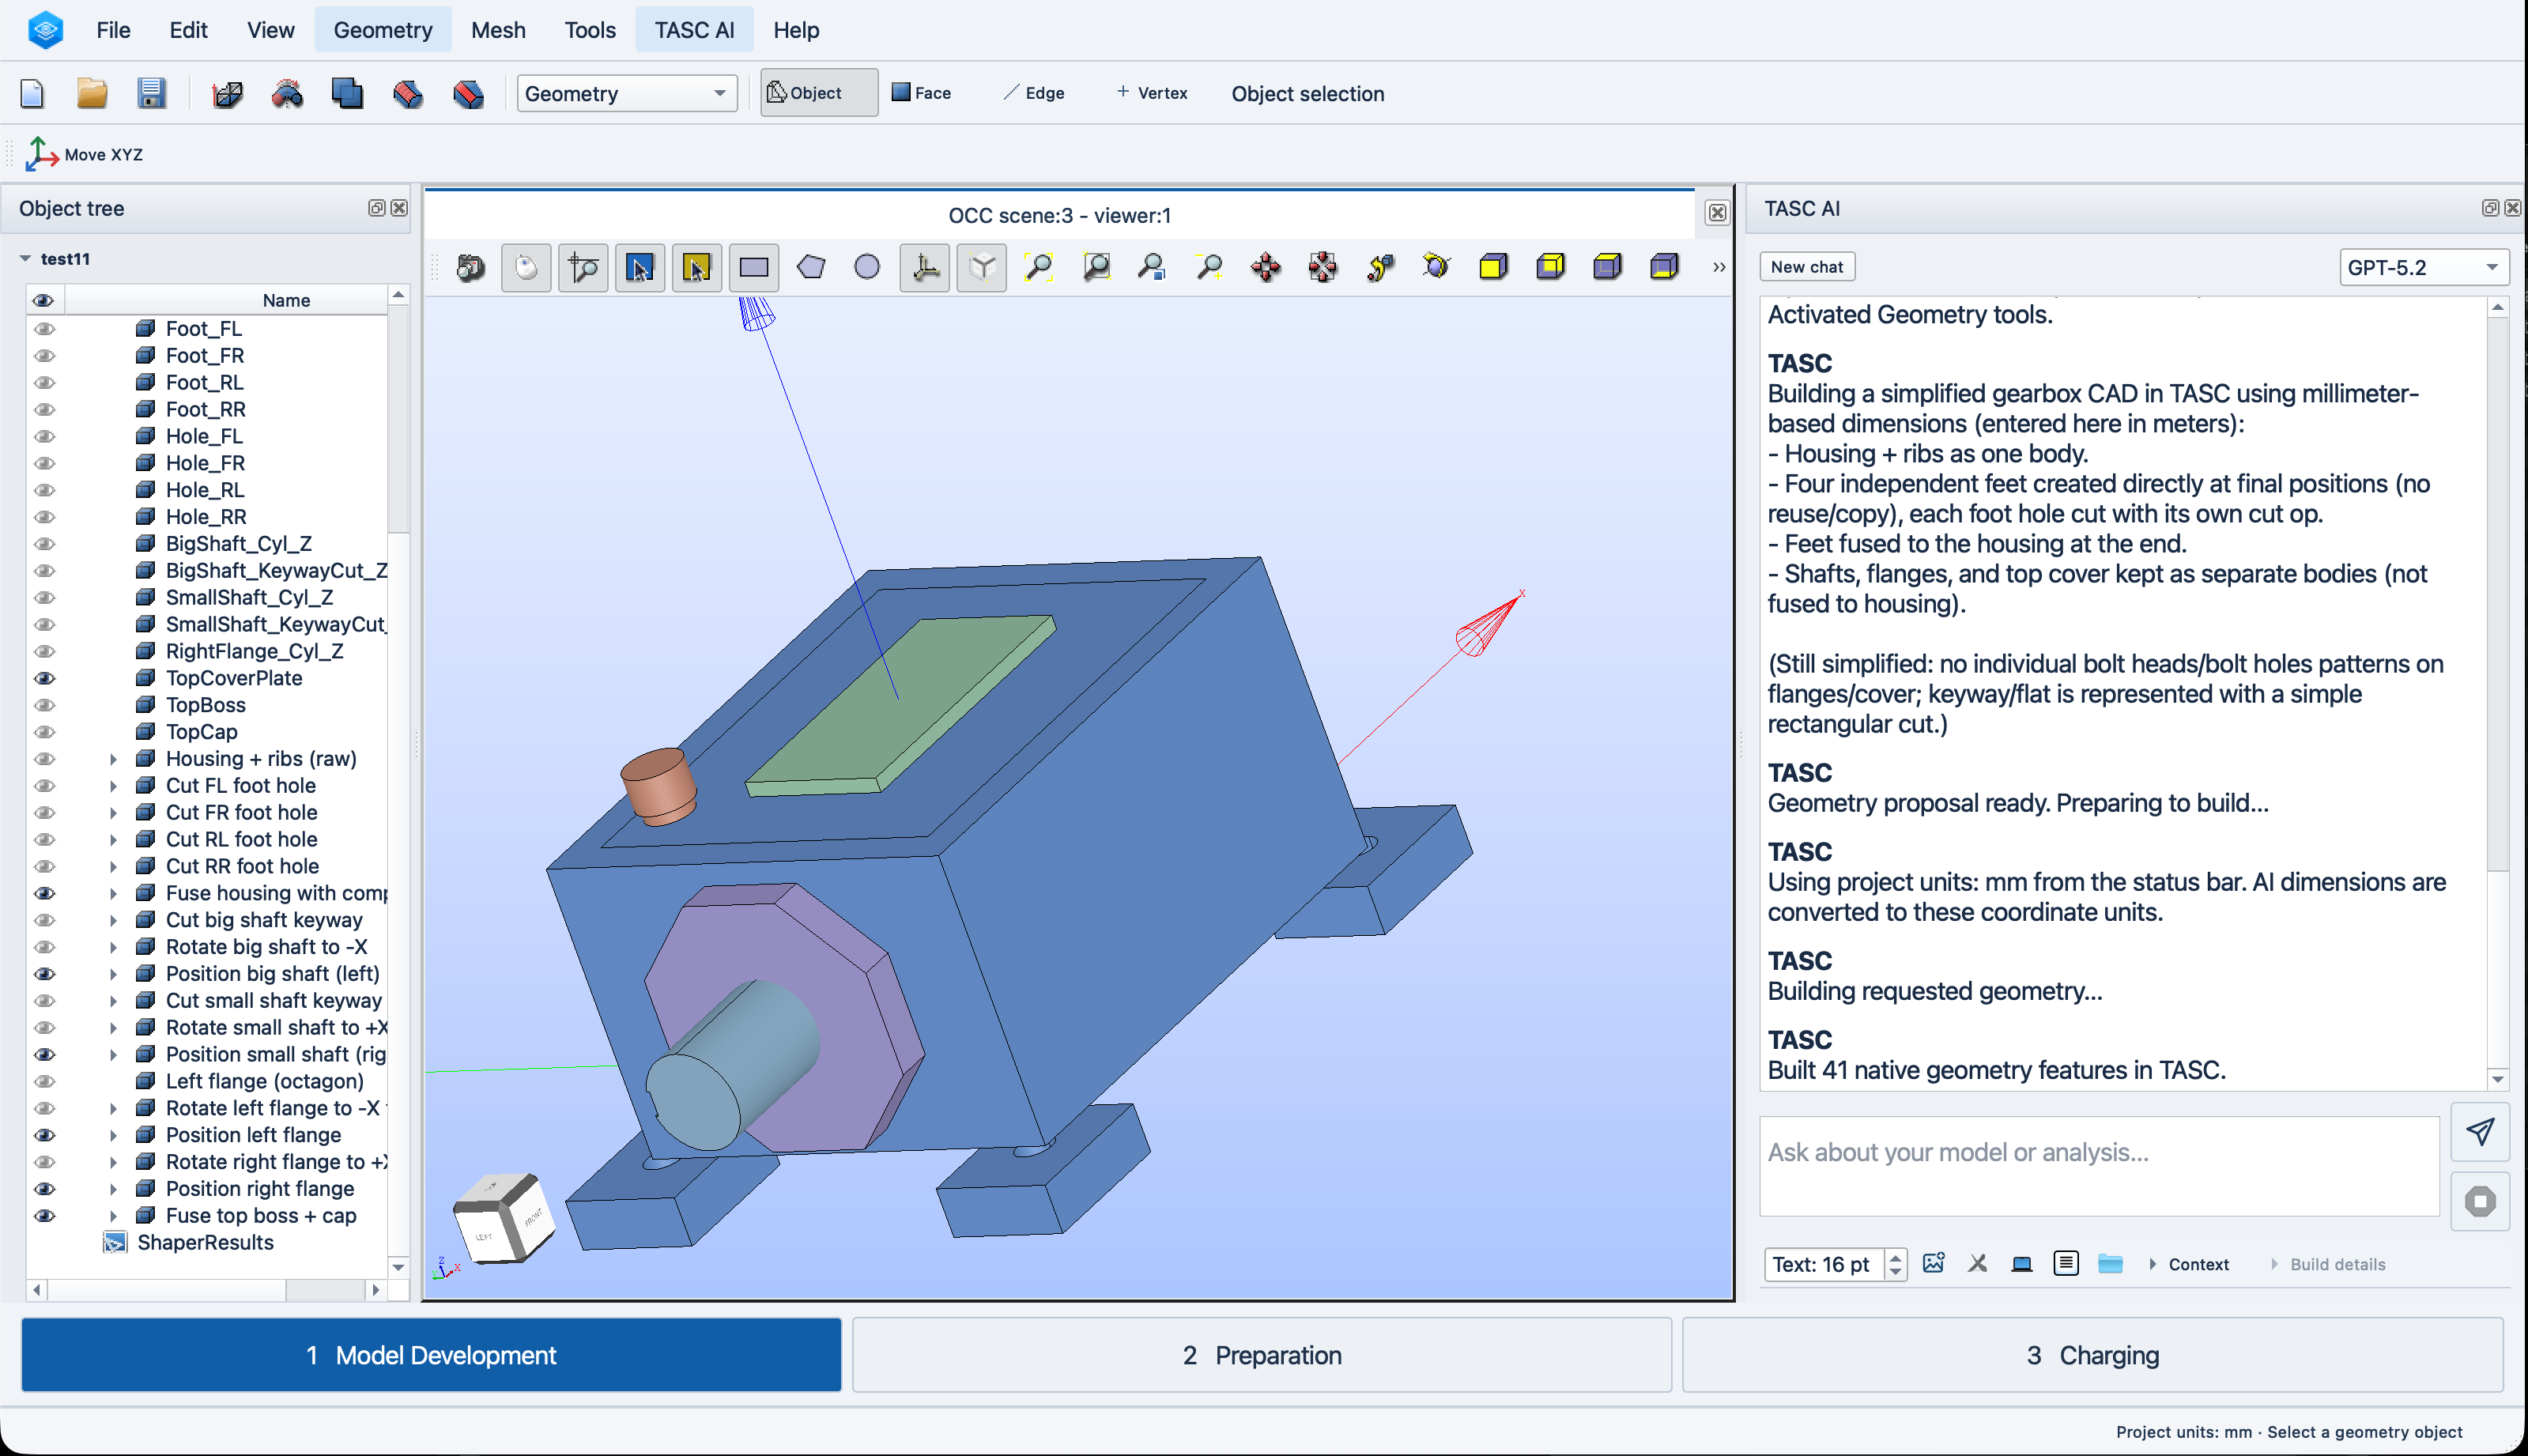 File Edit View Geometry Mesh Tools TASC AI Help
Geometry Object Face Edge Vertex Object selection
Move XYZ
Object tree
test11
Name
Foot_FL
Foot_FR
Foot_RL
Foot_RR
Hole_FL
Hole_FR
Hole_RL
Hole_RR
BigShaft_Cyl_Z
BigShaft_KeywayCut_Z
SmallShaft_Cyl_Z
SmallShaft_KeywayCut_
RightFlange_Cyl_Z
TopCoverPlate
TopBoss
TopCap
Housing + ribs (raw)
Cut FL foot hole
Cut FR foot hole
Cut RL foot hole
Cut RR foot hole
Fuse housing with comp
Cut big shaft keyway
Rotate big shaft to -X
Position big shaft (left)
Cut small shaft keyway
Rotate small shaft to +X
Position small shaft (rig
Left flange (octagon)
Rotate left flange to -X
Position left flange
Rotate right flange to +X
Position right flange
Fuse top boss + cap
ShaperResults
OCC scene:3 - viewer:1
»
X
LEFT
FRONT
Z
X
TASC AI
New chat
GPT-5.2
Activated Geometry tools.
TASC
Building a simplified gearbox CAD in TASC using millimeter-
based dimensions (entered here in meters):
- Housing + ribs as one body.
- Four independent feet created directly at final positions (no
reuse/copy), each foot hole cut with its own cut op.
- Feet fused to the housing at the end.
- Shafts, flanges, and top cover kept as separate bodies (not
fused to housing).
(Still simplified: no individual bolt heads/bolt holes patterns on
flanges/cover; keyway/flat is represented with a simple
rectangular cut.)
TASC
Geometry proposal ready. Preparing to build...
TASC
Using project units: mm from the status bar. AI dimensions are
converted to these coordinate units.
TASC
Building requested geometry...
TASC
Built 41 native geometry features in TASC.
Ask about your model or analysis...
Text: 16 pt
Context
Build details
1 Model Development
2 Preparation
3 Charging
Project units: mm · Select a geometry object